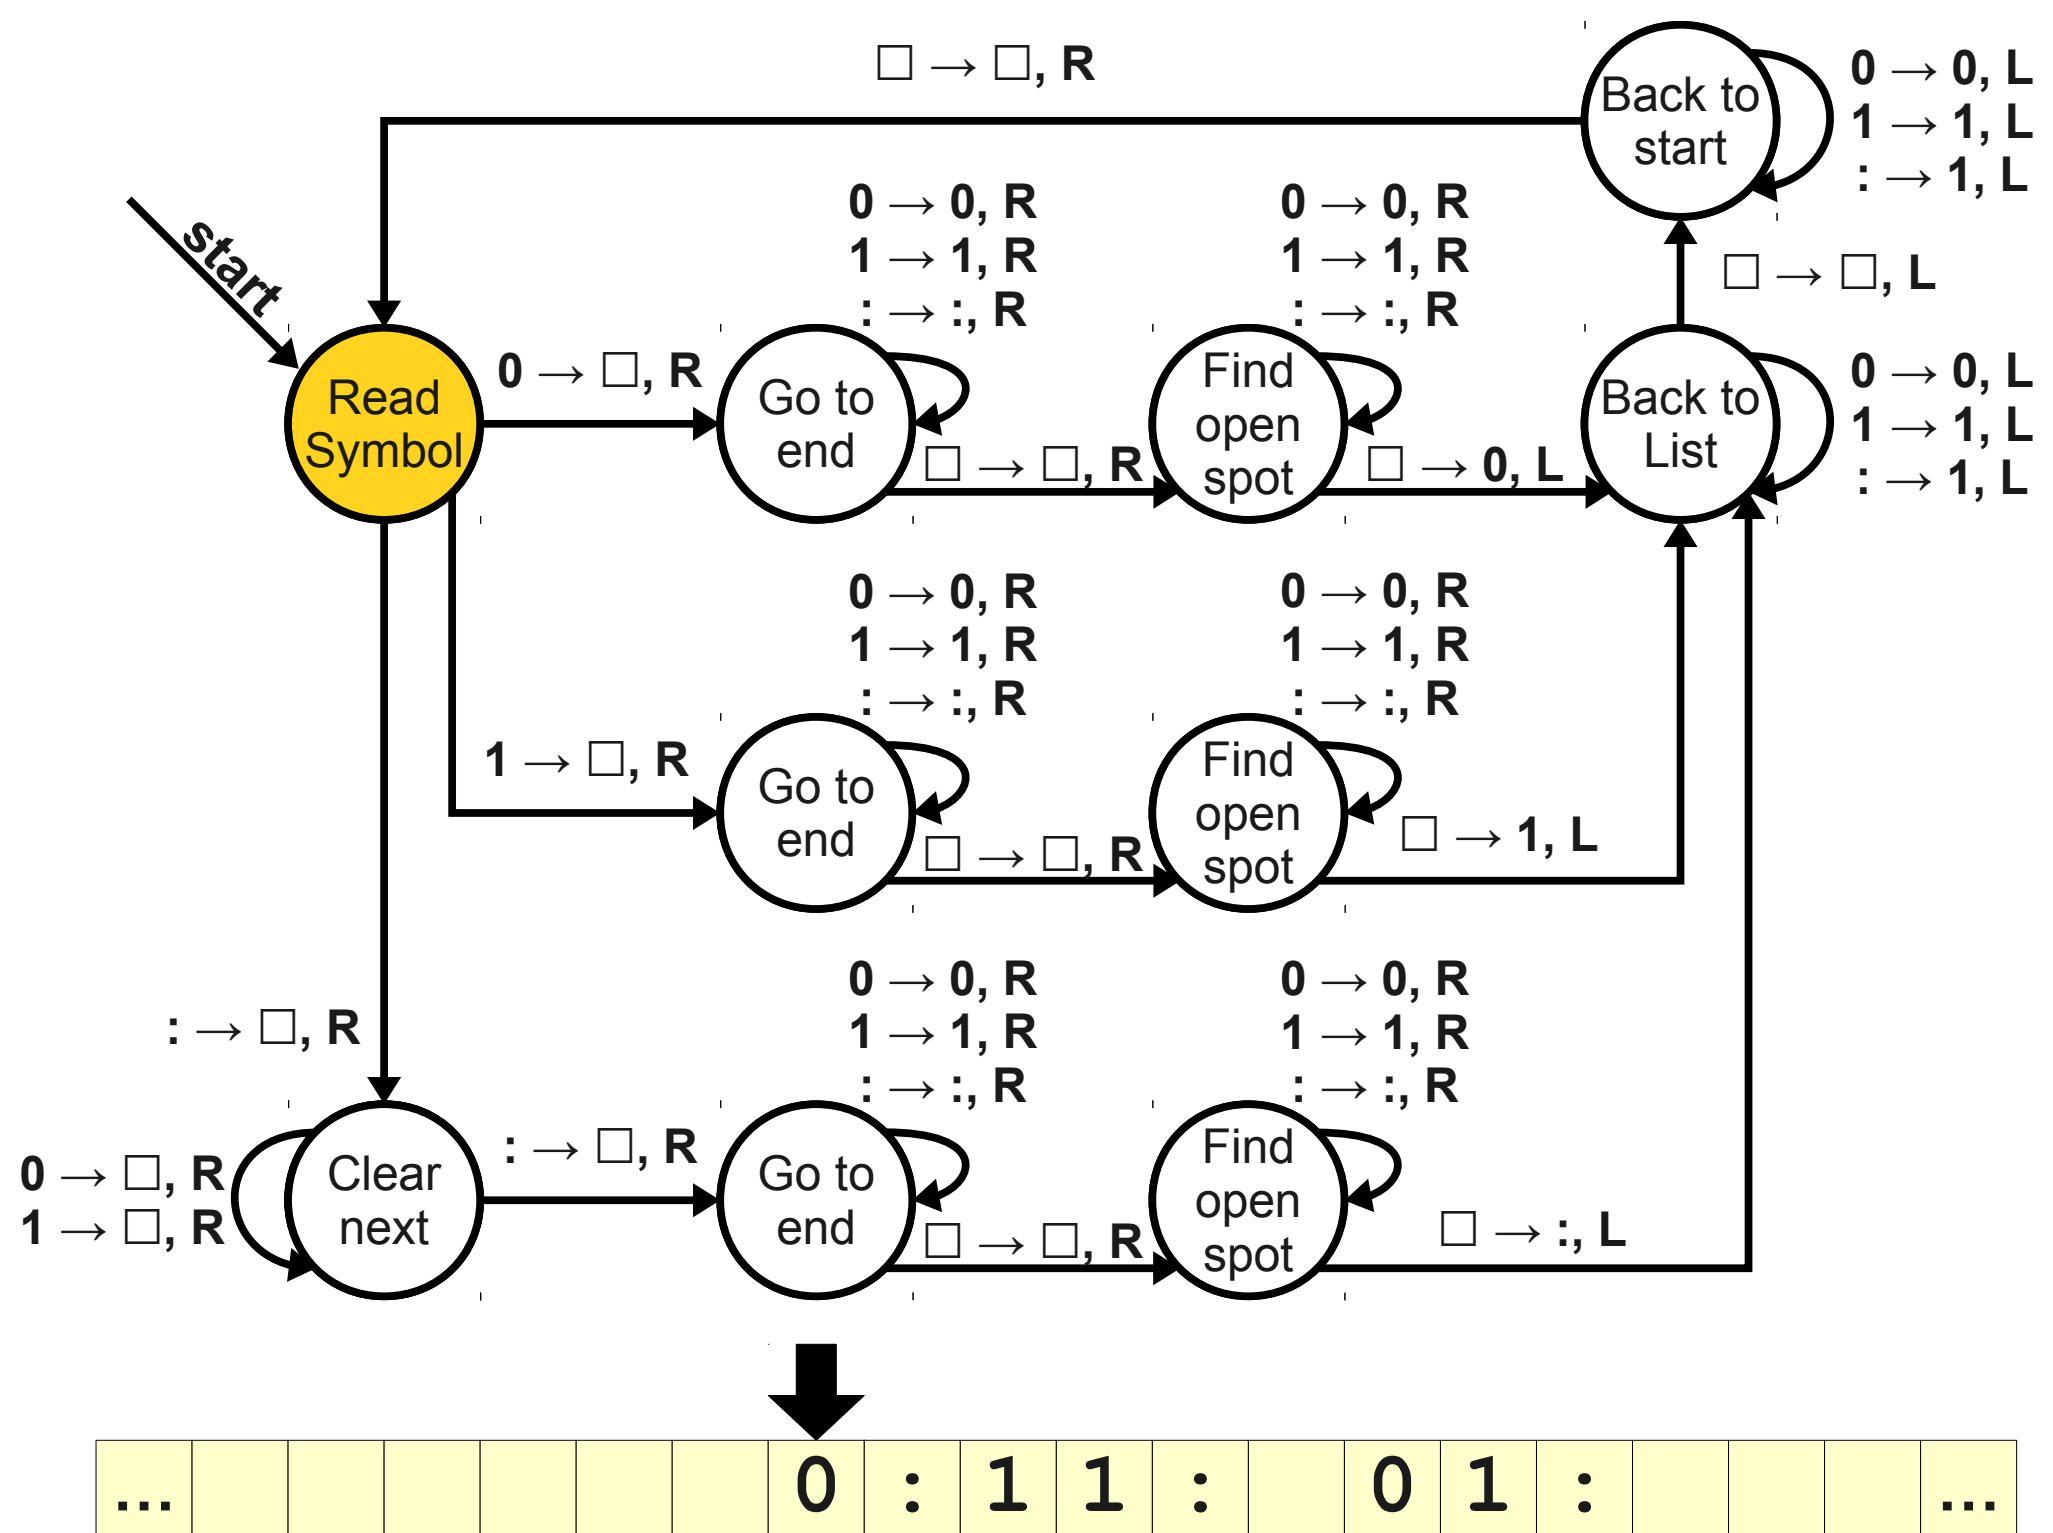 □ → □, R
Back to
start
0 → 0, L
1 → 1, L
: → 1, L
start
0 → 0, R
1 → 1, R
: → :, R
0 → 0, R
1 → 1, R
: → :, R
□ → □, L
Read
Symbol
0 → □, R
Go to
end
□ → □, R
Find
open
spot
□ → 0, L
Back to
List
0 → 0, L
1 → 1, L
: → 1, L
0 → 0, R
1 → 1, R
: → :, R
0 → 0, R
1 → 1, R
: → :, R
1 → □, R
Go to
end
□ → □, R
Find
open
spot
□ → 1, L
0 → 0, R
1 → 1, R
: → :, R
0 → 0, R
1 → 1, R
: → :, R
: → □, R
0 → □, R
1 → □, R
Clear
next
: → □, R
Go to
end
□ → □, R
Find
open
spot
□ → :, L
... 0 : 1 1 : 0 1 : ...